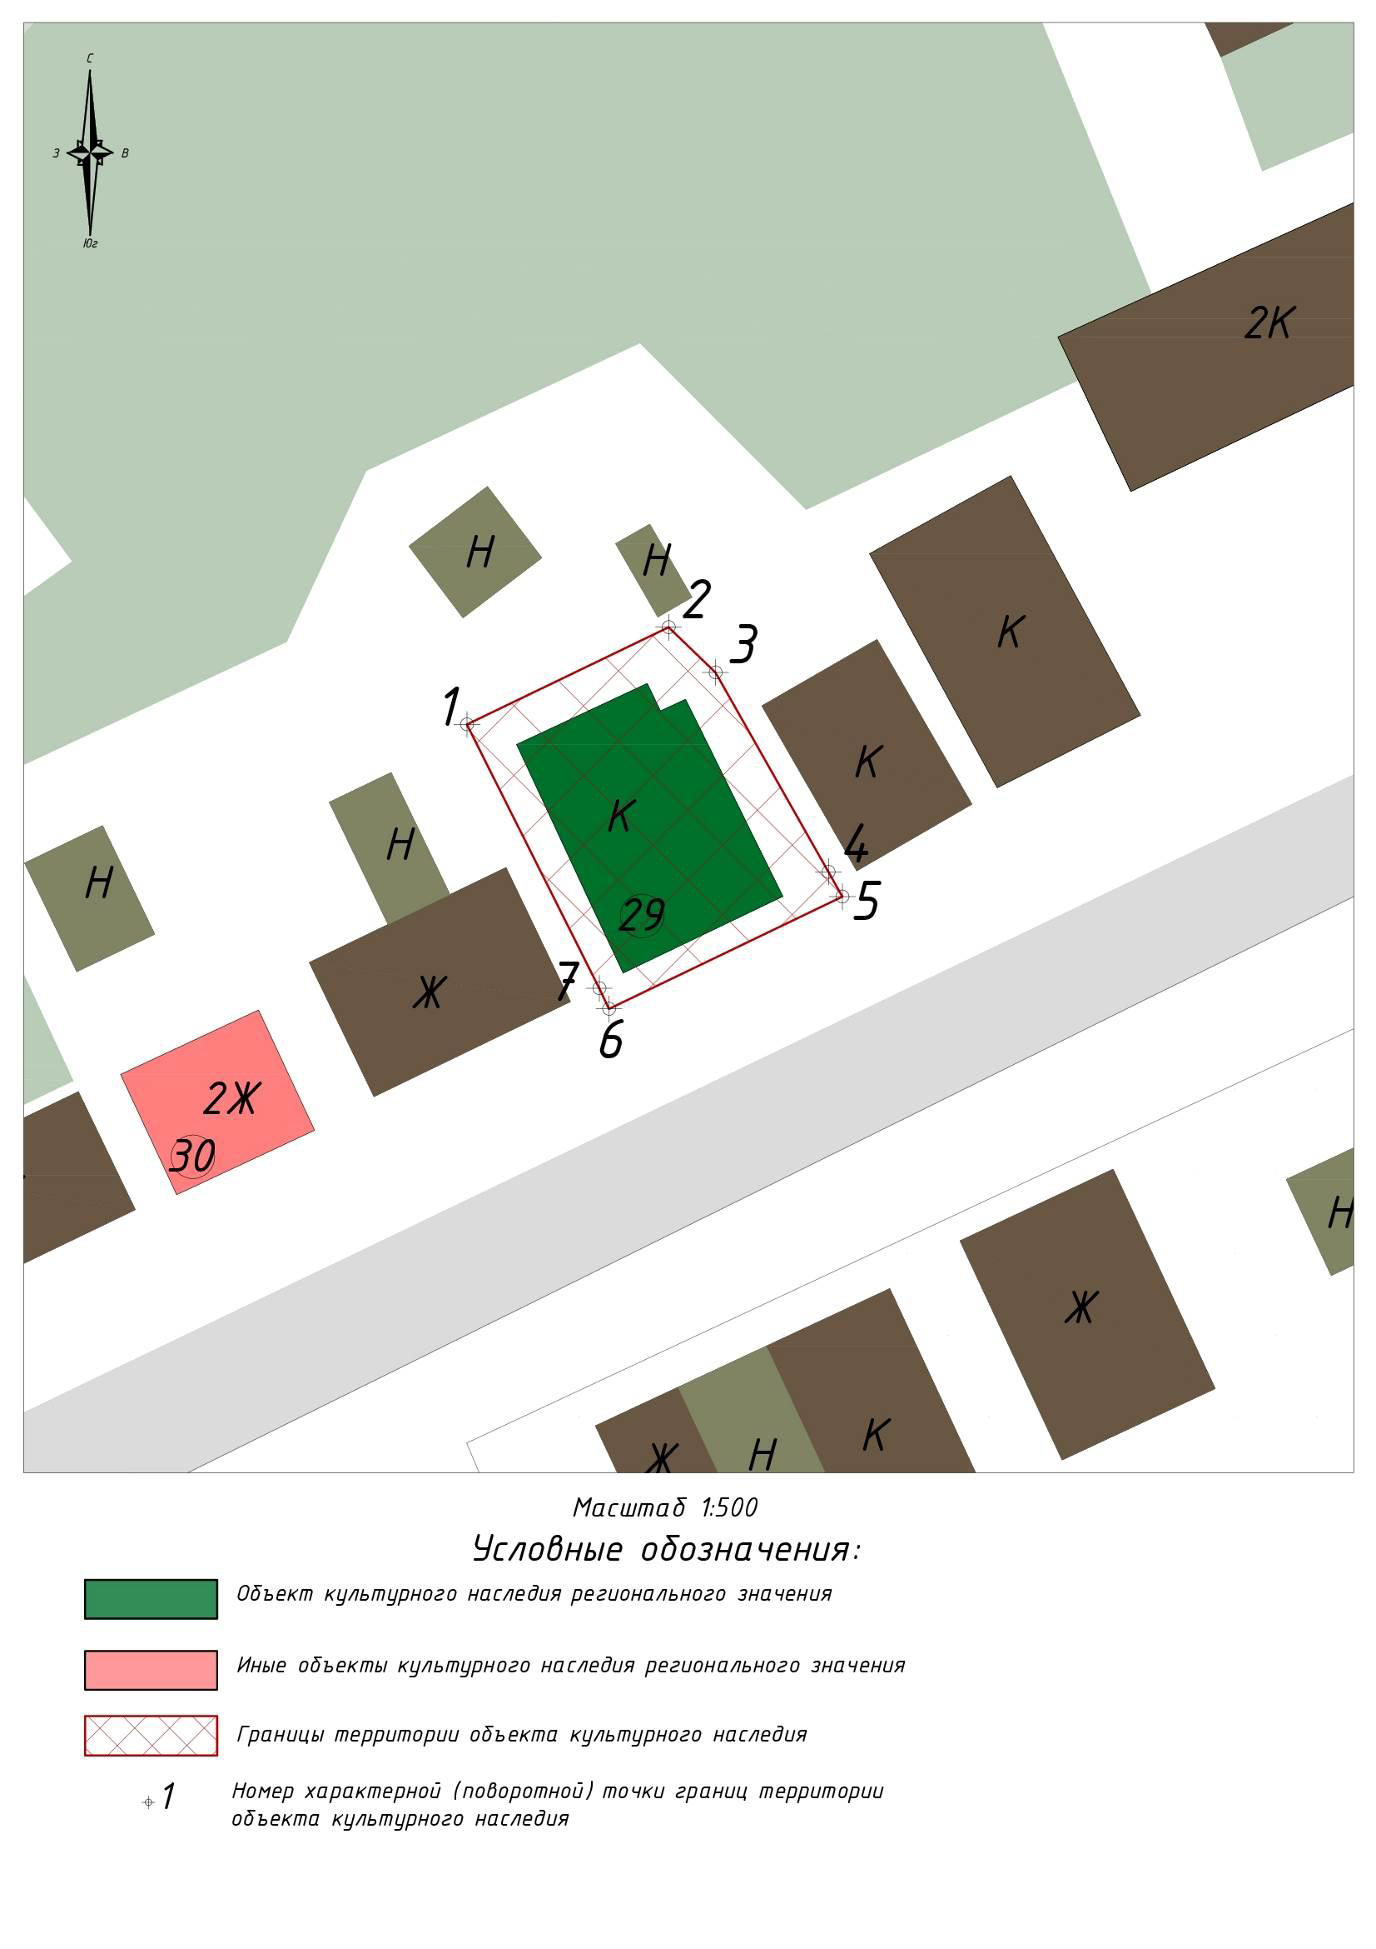 С
З В
Юг
2К
Н
Н
2
К
3
1
К
К
4
Н
Н
5
29
7
Ж
6
2Ж
30
Н
Ж
К
Н
Ж
Масштаб 1:500
Условные обозначения:
Объект культурного наследия регионального значения
Иные объекты культурного наследия регионального значения
Границы территории объекта культурного наследия
1 Номер характерной (поворотной) точки границ территории
объекта культурного наследия